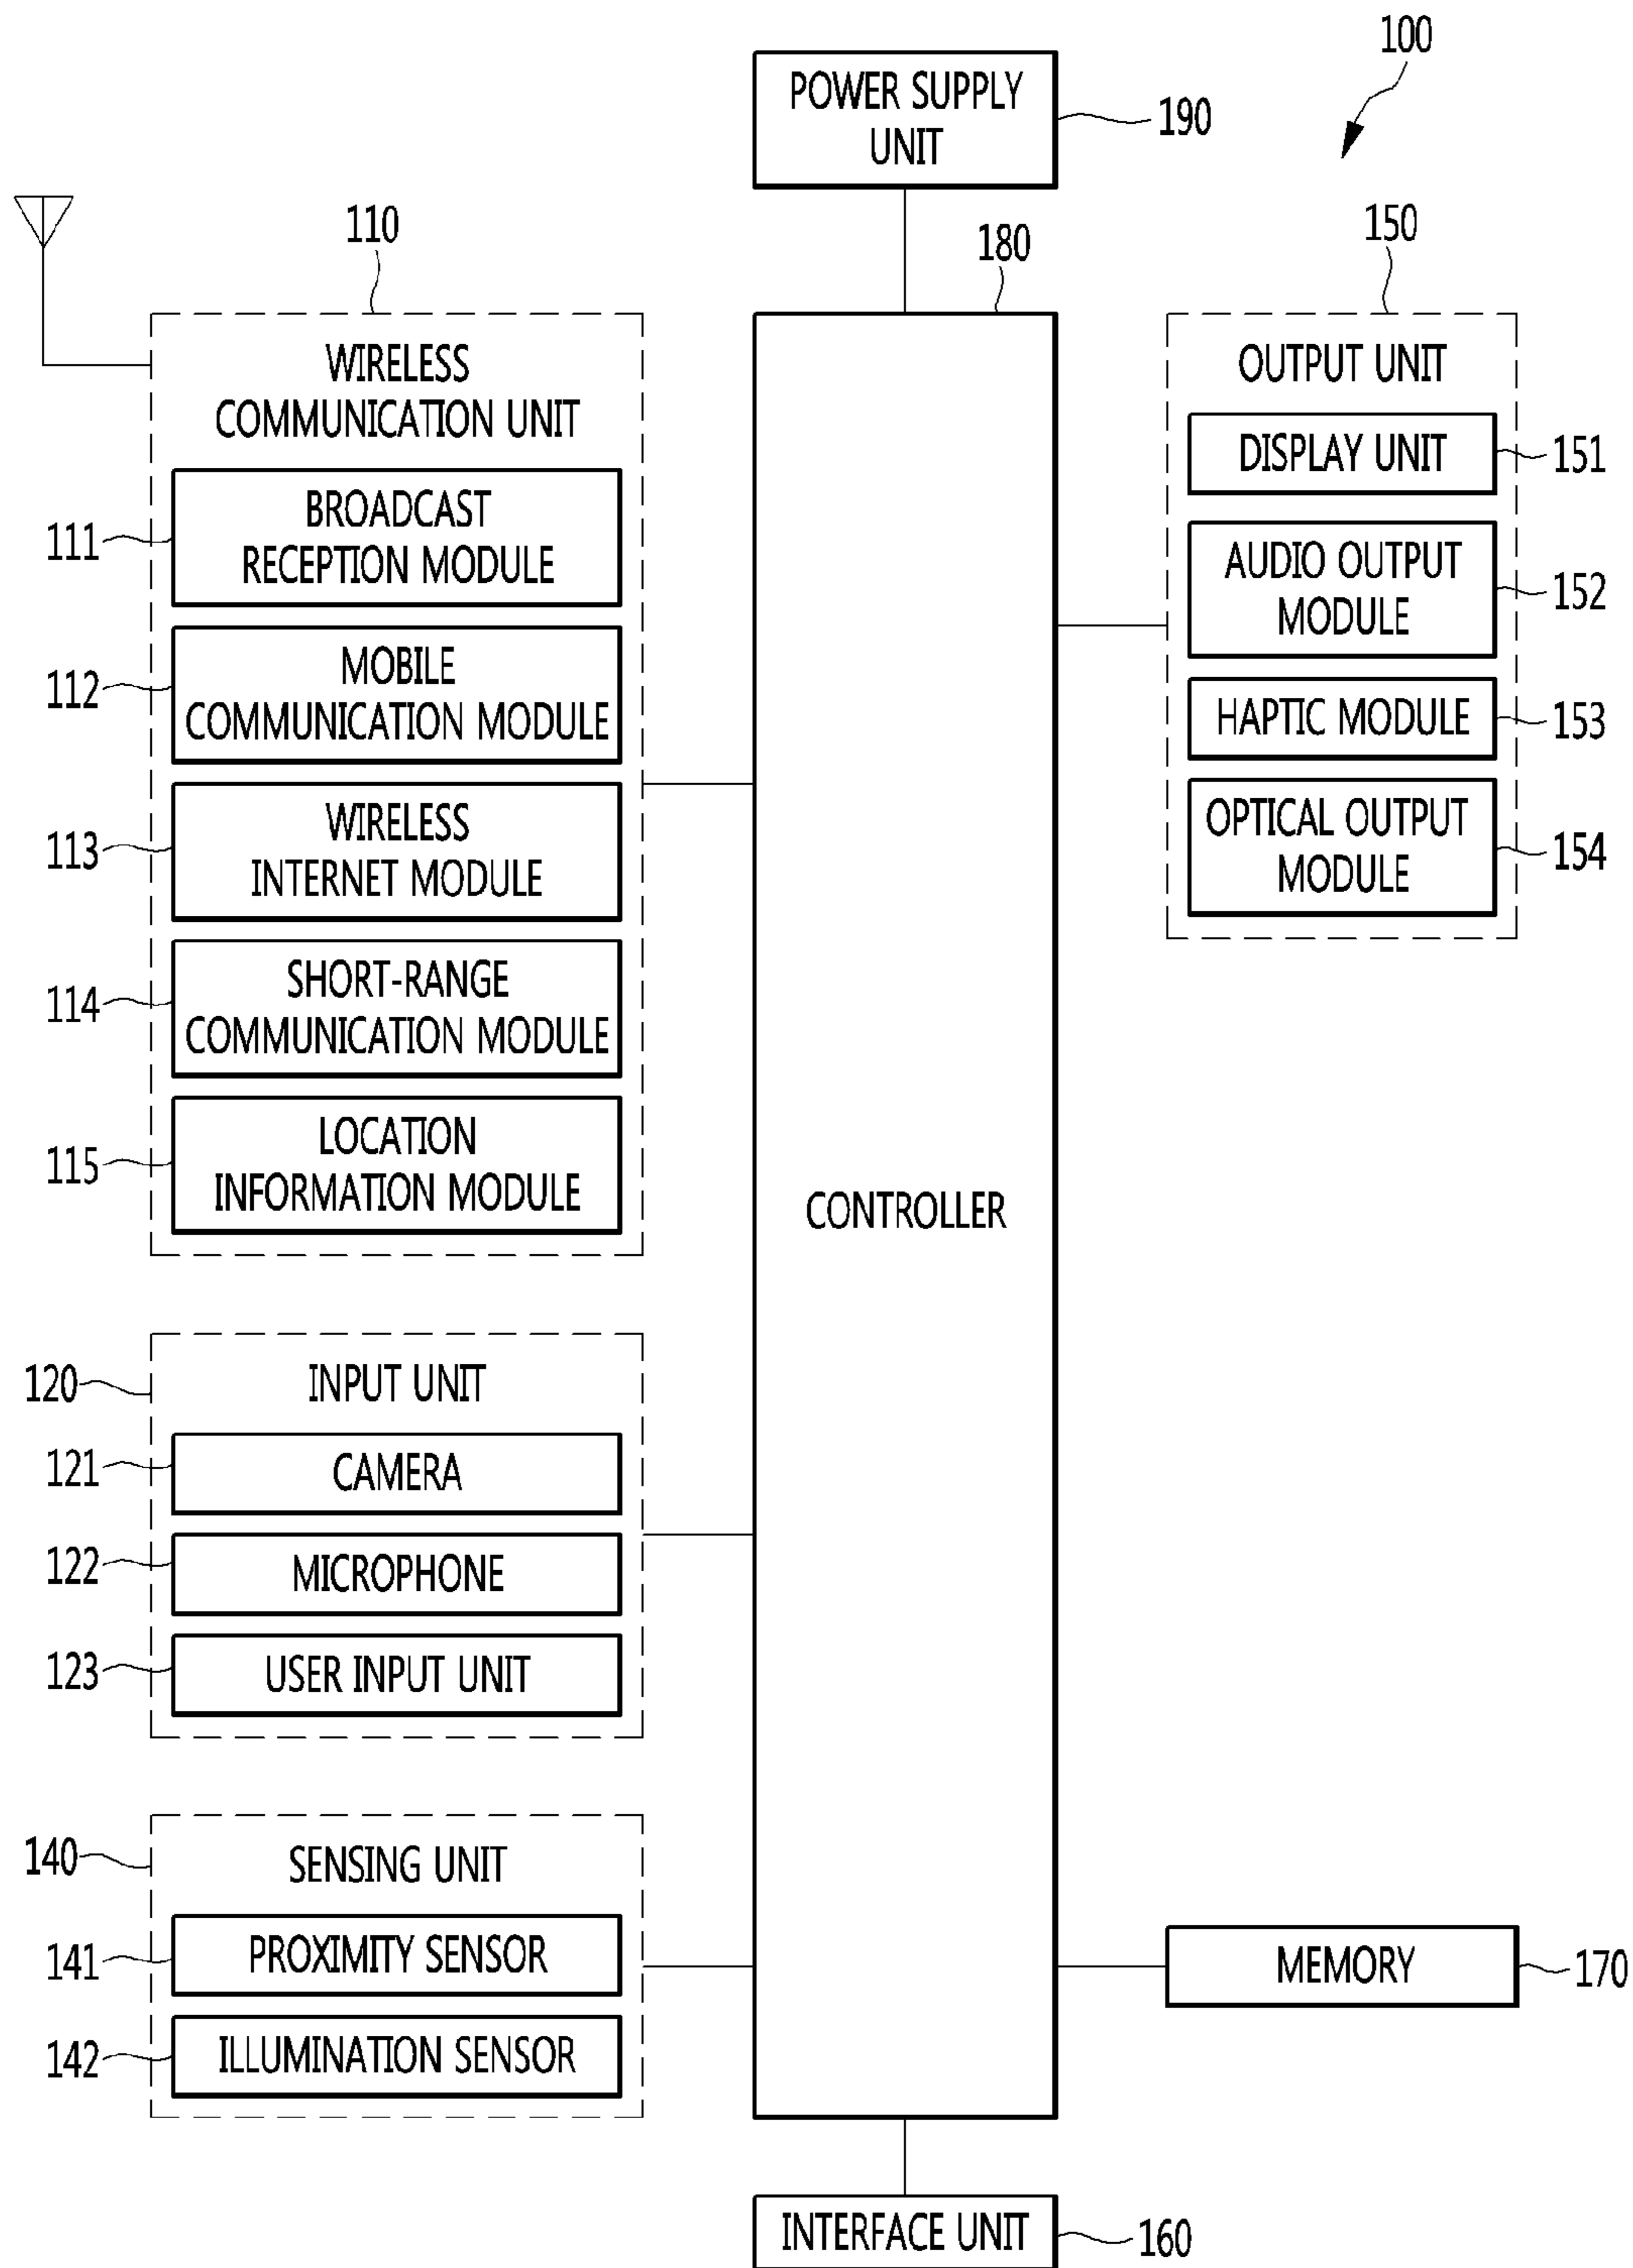 100
POWER SUPPLY
UNIT
190
110
180
150
WIRELESS
COMMUNICATION UNIT
BROADCAST
RECEPTION MODULE
111
MOBILE
COMMUNICATION MODULE
112
WIRELESS
INTERNET MODULE
113
SHORT-RANGE
COMMUNICATION MODULE
114
LOCATION
INFORMATION MODULE
115
120
INPUT UNIT
121
CAMERA
122
MICROPHONE
123
USER INPUT UNIT
140
SENSING UNIT
141
PROXIMITY SENSOR
142
ILLUMINATION SENSOR
CONTROLLER
OUTPUT UNIT
DISPLAY UNIT
151
AUDIO OUTPUT
MODULE
152
HAPTIC MODULE
153
OPTICAL OUTPUT
MODULE
154
MEMORY
170
INTERFACE UNIT
160